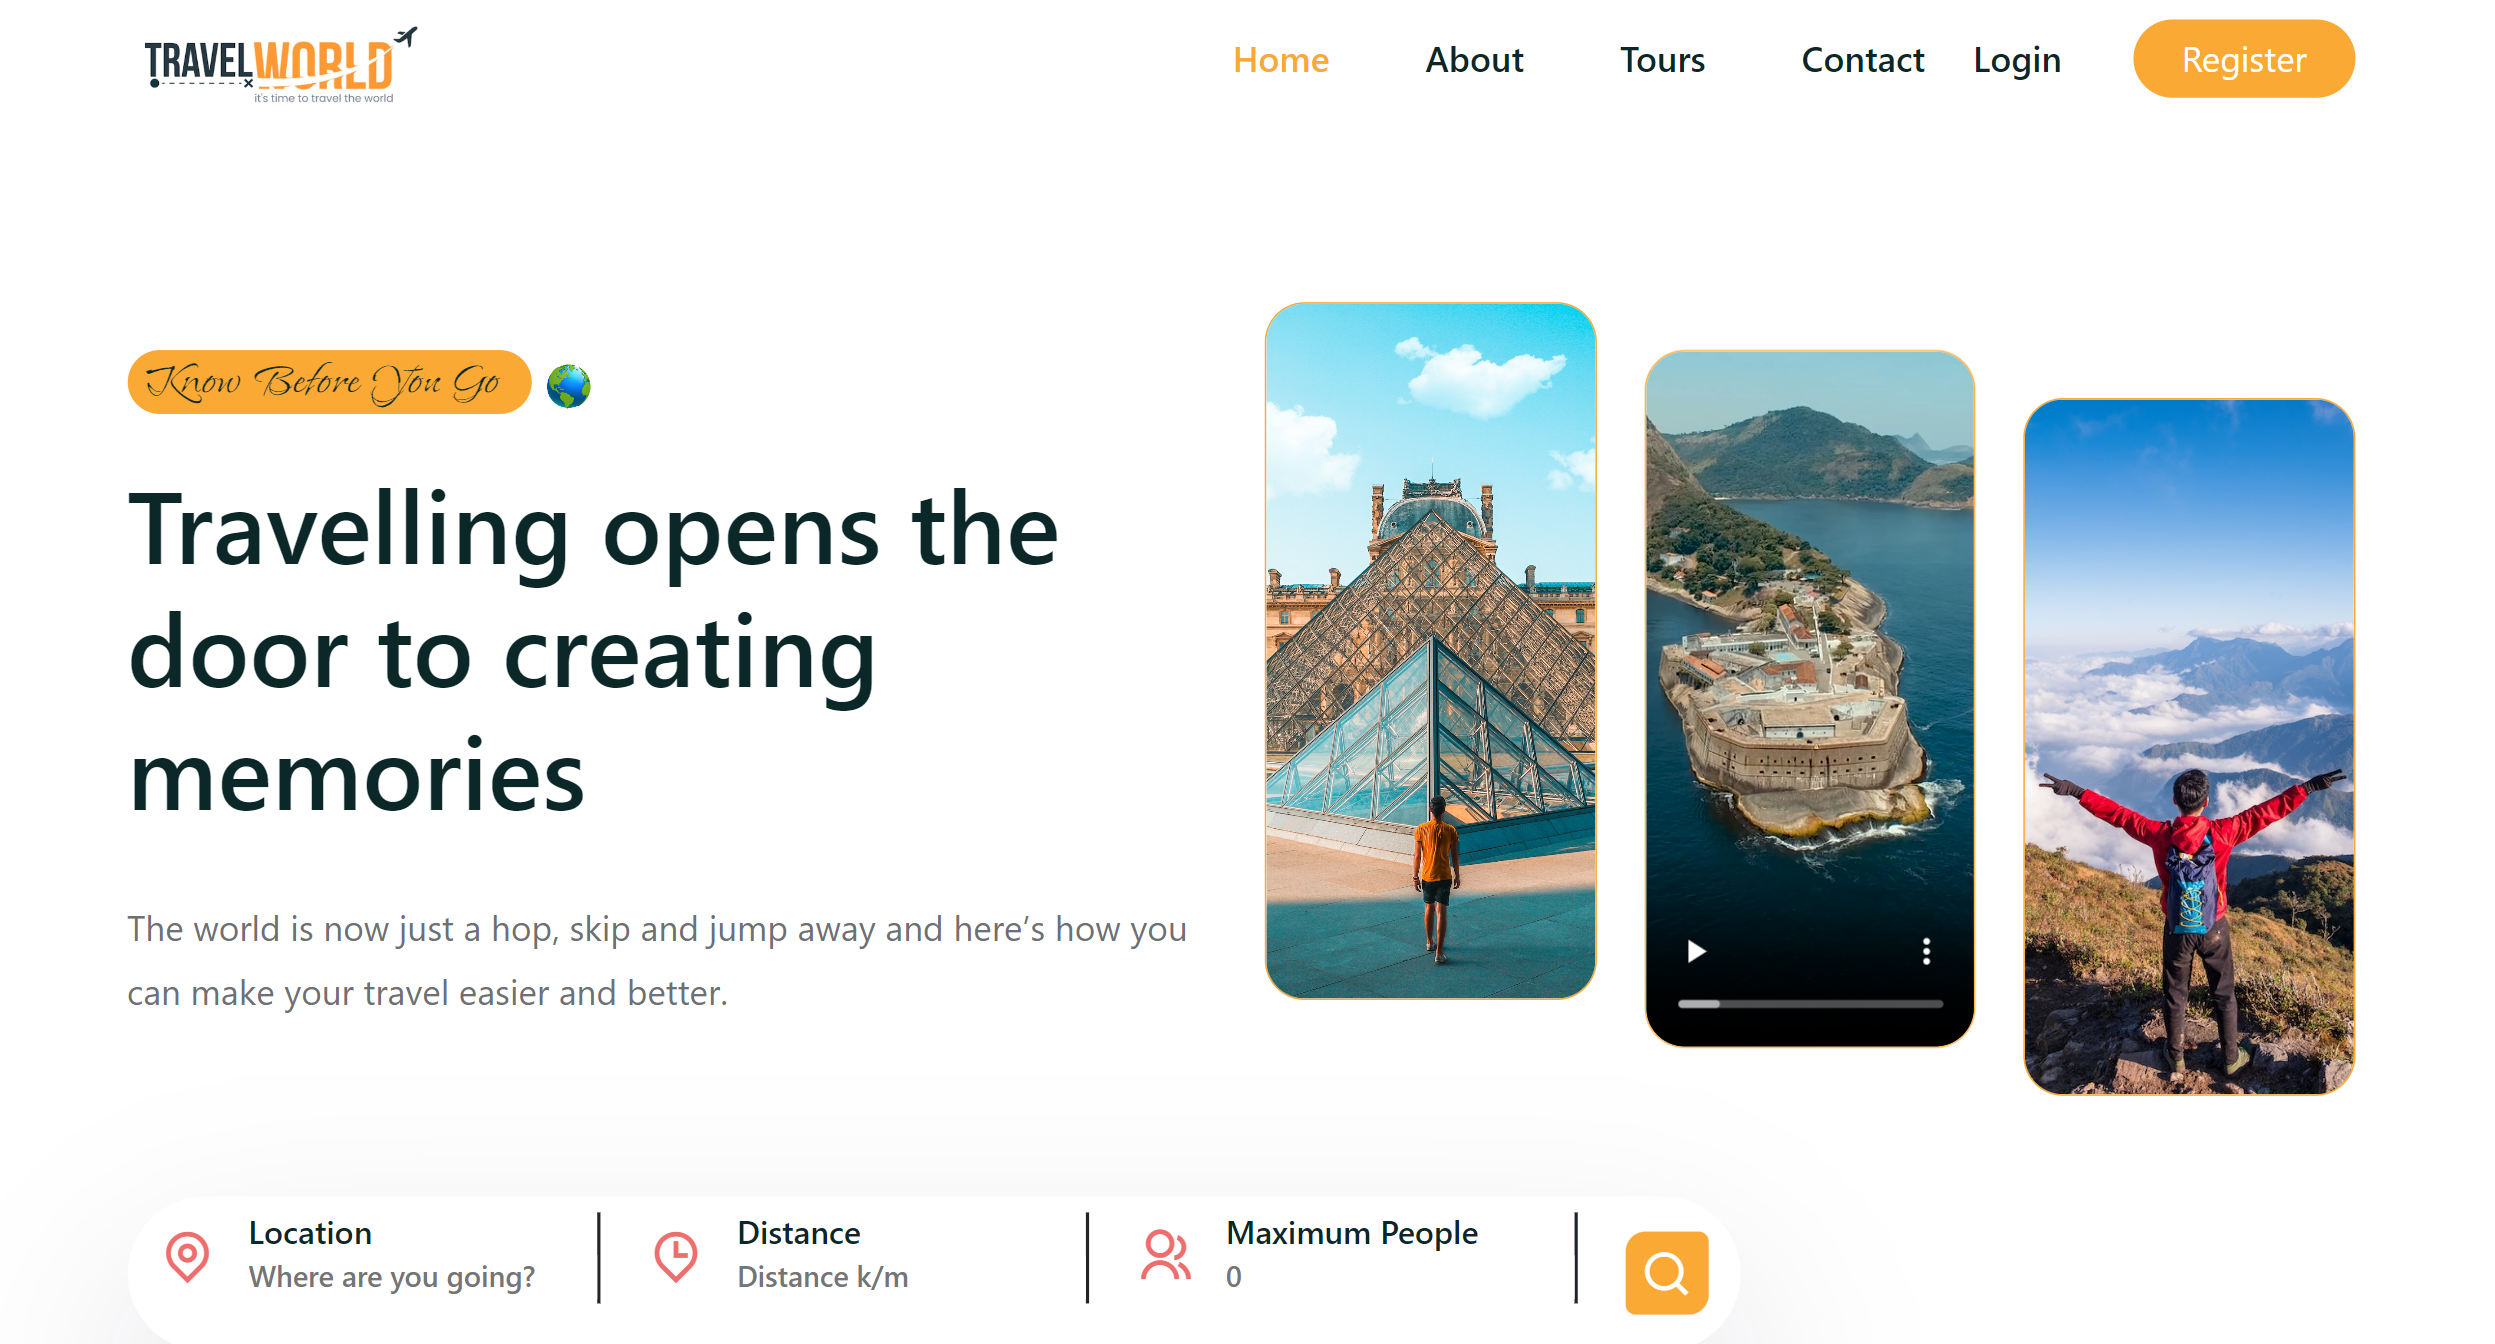 TRAVELWORLD
it's time to travel the world
Home About Tours Contact Login Register
Know Before You Go
Travelling opens the
door to creating
memories
The world is now just a hop, skip and jump away and here’s how you
can make your travel easier and better.
Location
Where are you going?
Distance
Distance k/m
Maximum People
0